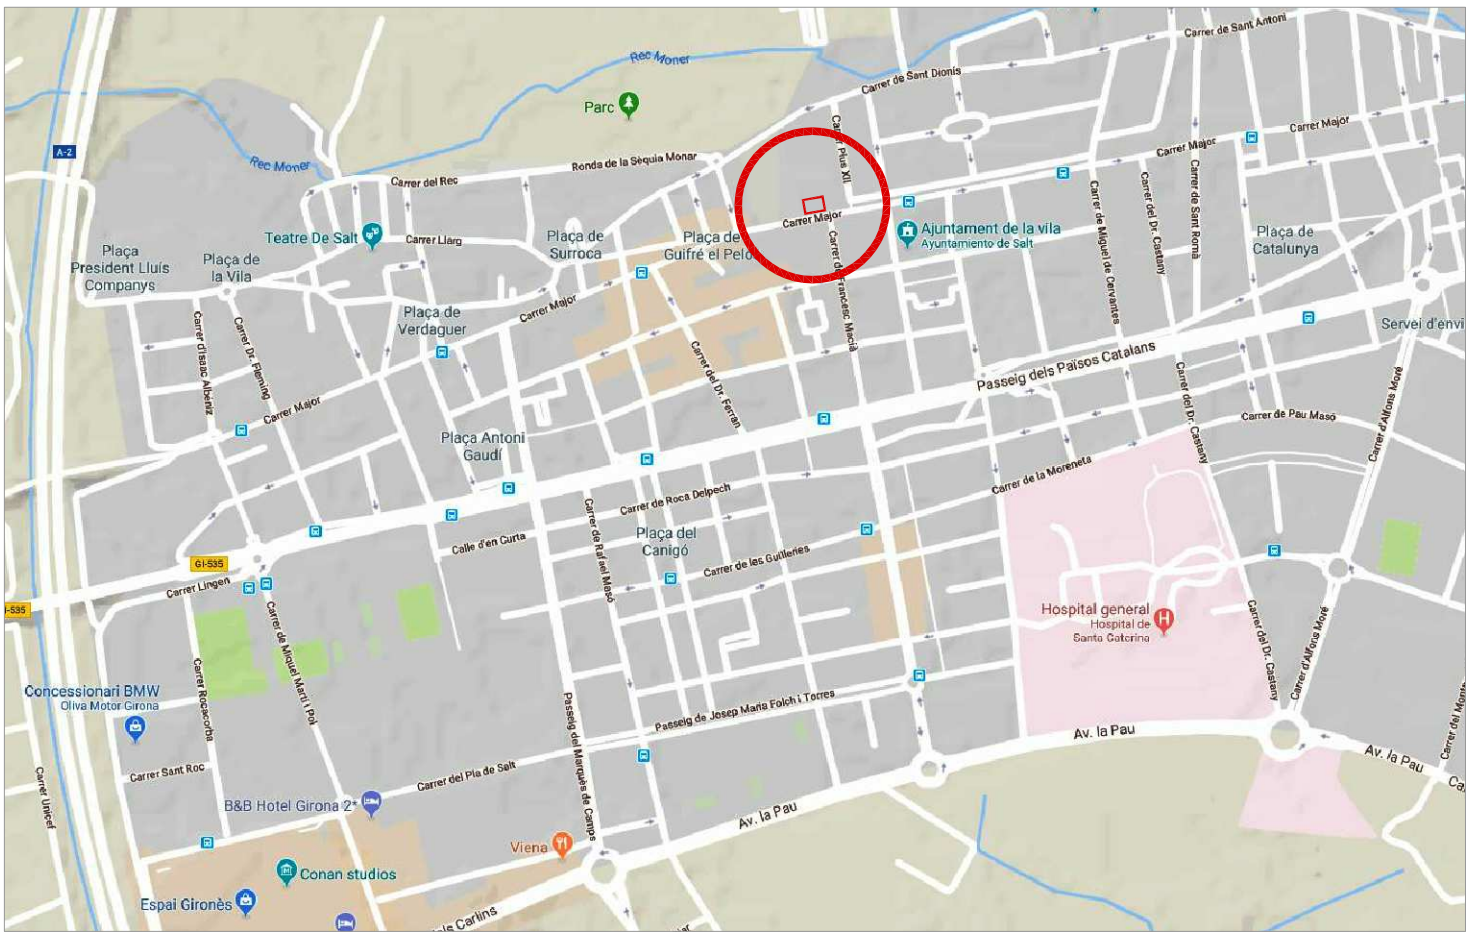 Carrer de Sant Antoni
Rec Moner
Carrer de Sant Dionís
Parc
A-2
Carrer Major
Carrer Pius XII
Carrer Major
Rec Moner
Ronda de la Sèquia Monar
Carrer del Rec
Carrer Major
Ajuntament de la vila
Ayuntamiento de Salt
Teatre De Salt
Carrer Llarg
Plaça de
Surroca
Plaça de
Guifré el Pelo
Plaça
President Lluís
Companys
Plaça de
la Vila
Plaça de
Catalunya
Carrer de Miguel de Cervantes
Carrer del Dr. Castany
Carrer de Sant Romà
Carrer de Francesc Macià
Carrer Major
Plaça de
Verdaguer
Servei d'envi
Carrer d'Isaac Albéniz
Carrer Dr. Fleming
Carrer Major
Carrer del Dr. Ferran
Passeig dels Països Catalans
Carrer del Dr. Castany
Carrer de Pau Masó
Carrer d'Alfons Moré
Plaça Antoni
Gaudí
Carrer de la Moreneta
Carrer de Roca Delpech
Plaça del
Canigó
Calle d'en Curta
Carrer de les Guilleries
Carrer de Rafael Masó
GI-535
Carrer Lingen
I-535
Hospital general
Hospital de
Santa Caterina
Carrer de Miquel Martí i Pol
Carrer Rocacorba
Carrer del Dr. Castany
Carrer d'Alfons Moré
Concessionari BMW
Oliva Motor Girona
Passeig de Josep Maria Folch i Torres
Passeig del Marquès de Camps
Av. la Pau
Av. la Pau
Carrer del Mont
Ca
Carrer Sant Roc
Carrer del Pla de Salt
Carrer Unicef
B&B Hotel Girona 2*
Av. la Pau
Viena
Conan studios
Espai Gironès
ls Carlins